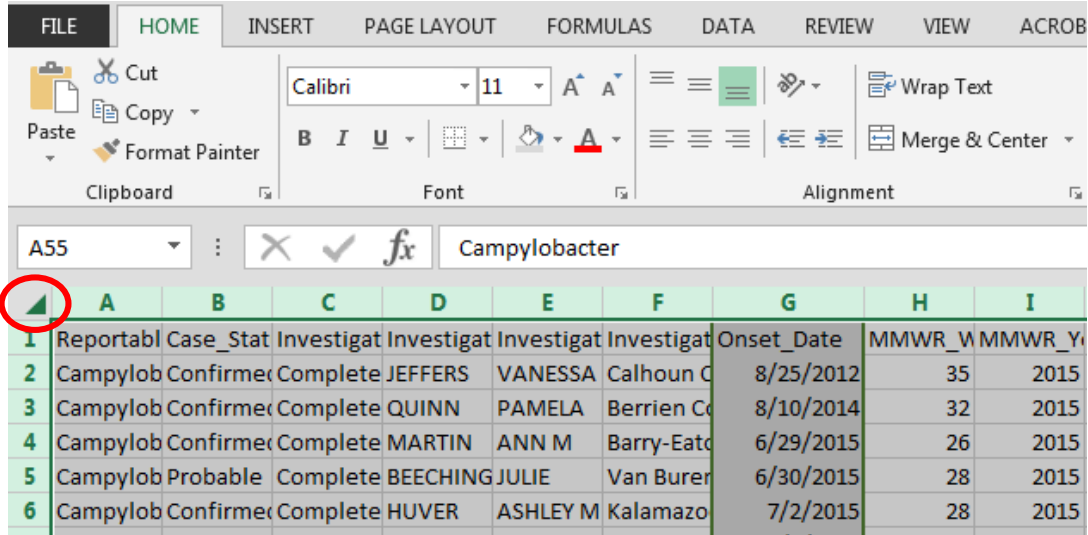 FILE HOME INSERT PAGE LAYOUT FORMULAS DATA REVIEW VIEW ACROB
Paste
Cut
Copy
Format Painter
Clipboard
Calibri 11 A A
B I U A
Font
Wrap Text
Merge & Center
Alignment
A55 fx Campylobacter
A B C D E F G H I
1 Reportabl Case_Stat Investigat Investigat Investigat Investigat Onset_Date MMWR_W MMWR_Ye
2 Campylob Confirmed Complete JEFFERS VANESSA Calhoun C 8/25/2012 35 2015
3 Campylob Confirmed Complete QUINN PAMELA Berrien Co 8/10/2014 32 2015
4 Campylob Confirmed Complete MARTIN ANN M Barry-Eato 6/29/2015 26 2015
5 Campylob Probable Complete BEECHING JULIE Van Buren 6/30/2015 28 2015
6 Campylob Confirmed Complete HUVER ASHLEY M Kalamazo 7/2/2015 28 2015